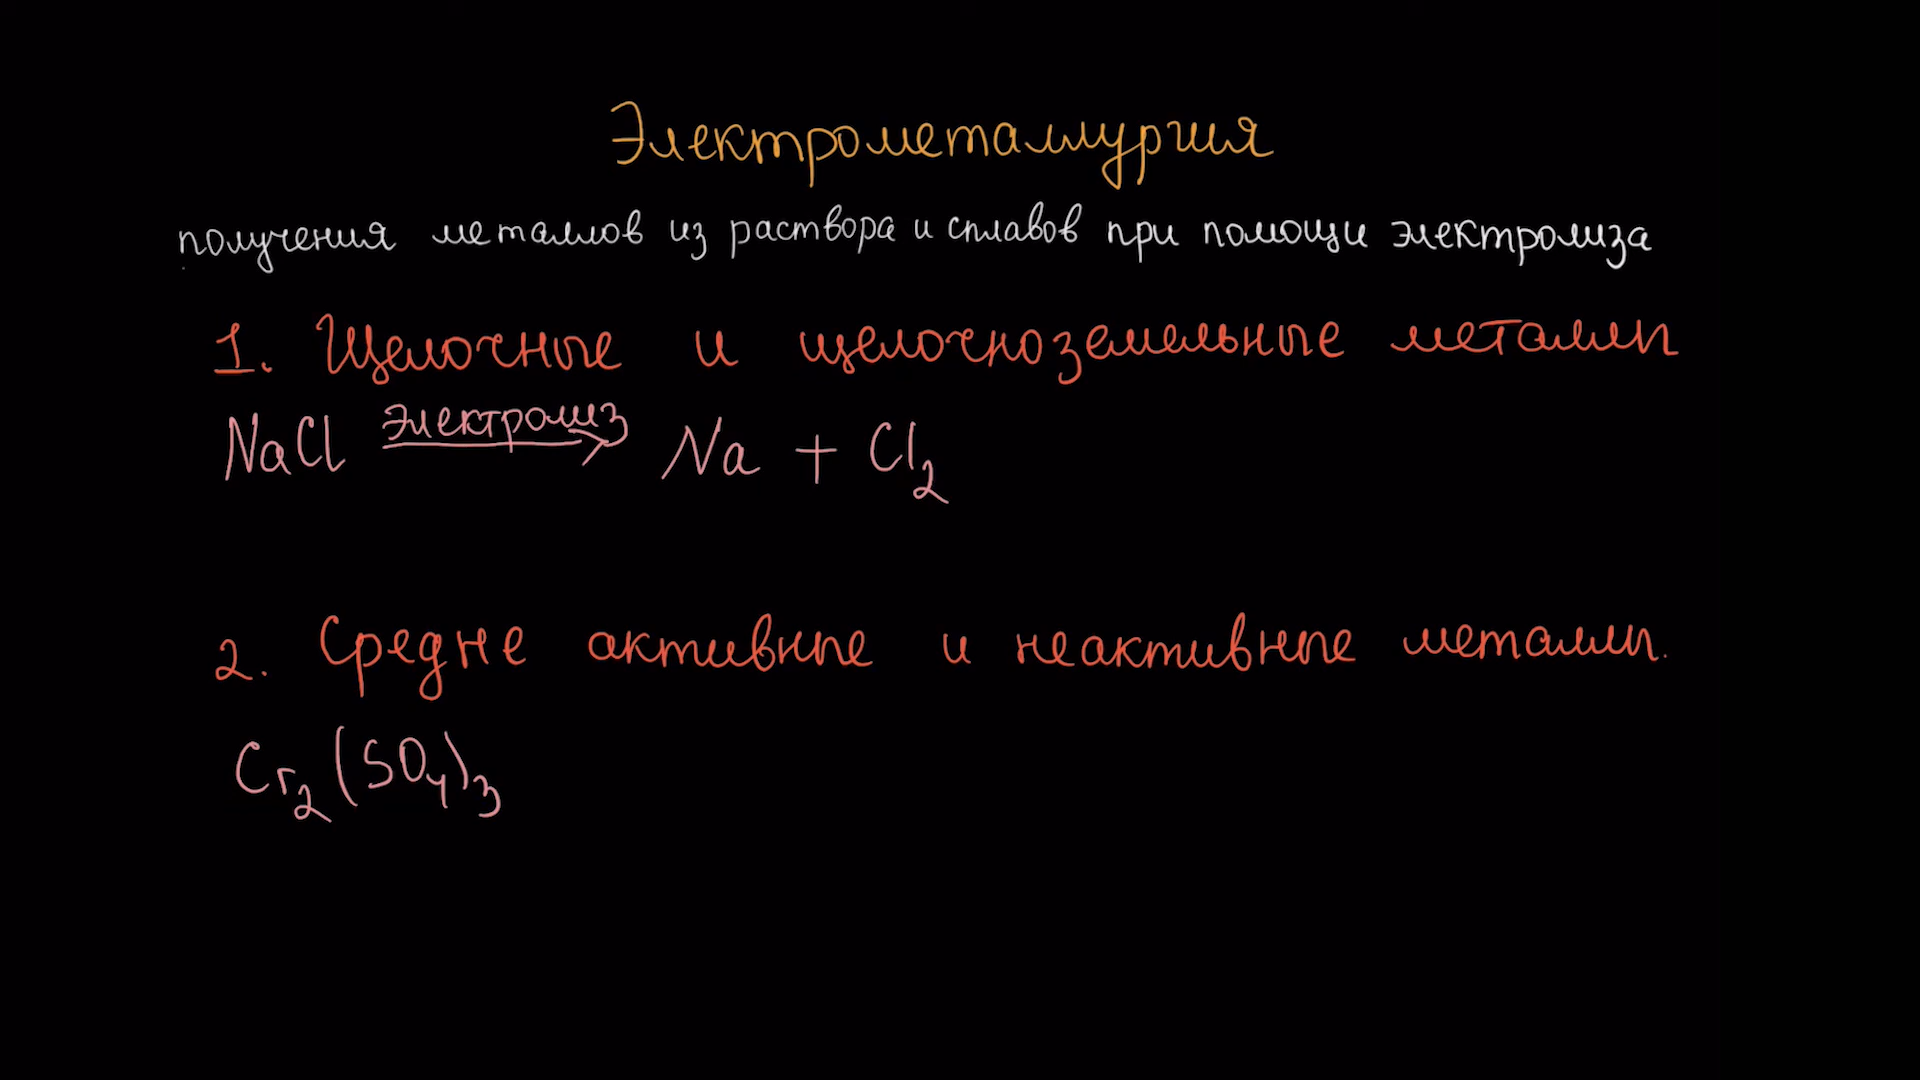 Электрометаллургия
получения металлов из раствора и сплавов при помощи электролиза
1. Щелочные и щелочноземельные металлы
NaCl электролиз → Na + Cl₂
2. Средне активные и неактивные металлы.
Cr₂(SO₄)₃